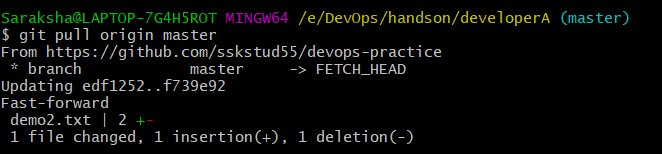 Saraksha@LAPTOP-7G4H5ROT MINGW64 /e/DevOps/handson/developerA (master)
$ git pull origin master
From https://github.com/sskstud55/devops-practice
 * branch            master     -> FETCH_HEAD
Updating edf1252..f739e92
Fast-forward
 demo2.txt | 2 +-
 1 file changed, 1 insertion(+), 1 deletion(-)